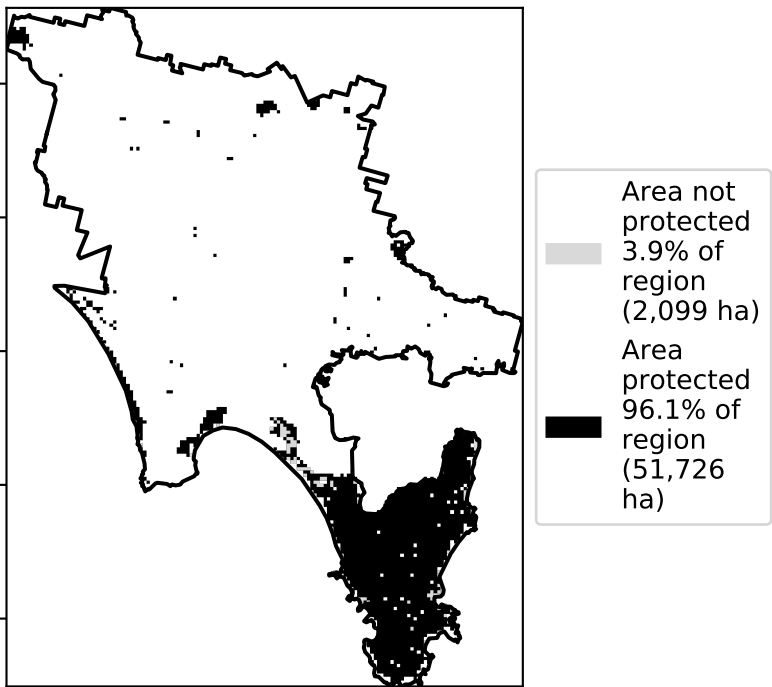 Area not
protected
3.9% of
region
(2,099 ha)
Area
protected
96.1% of
region
(51,726
ha)